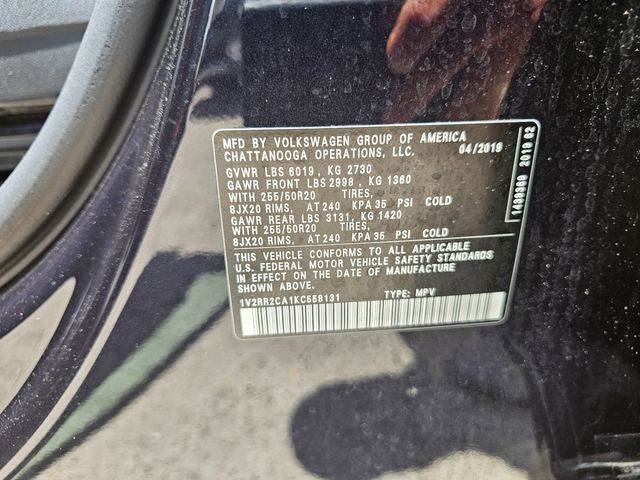 MFD BY VOLKSWAGEN GROUP OF AMERICA
CHATTANOOGA OPERATIONS, LLC. 04/2019
GVWR LBS 6019, KG 2730
GAWR FRONT LBS 2998, KG 1360
WITH 255/50R20 TIRES,
8JX20 RIMS, AT 240 KPA 35 PSI COLD
GAWR REAR LBS 3131, KG 1420
WITH 255/50R20 TIRES,
8JX20 RIMS, AT 240 KPA 35 PSI COLD
THIS VEHICLE CONFORMS TO ALL APPLICABLE
U.S. FEDERAL MOTOR VEHICLE SAFETY STANDARDS
IN EFFECT ON THE DATE OF MANUFACTURE
SHOWN ABOVE.
1V2RR2CA1KC558131 TYPE: MPV
1439369 2019 62